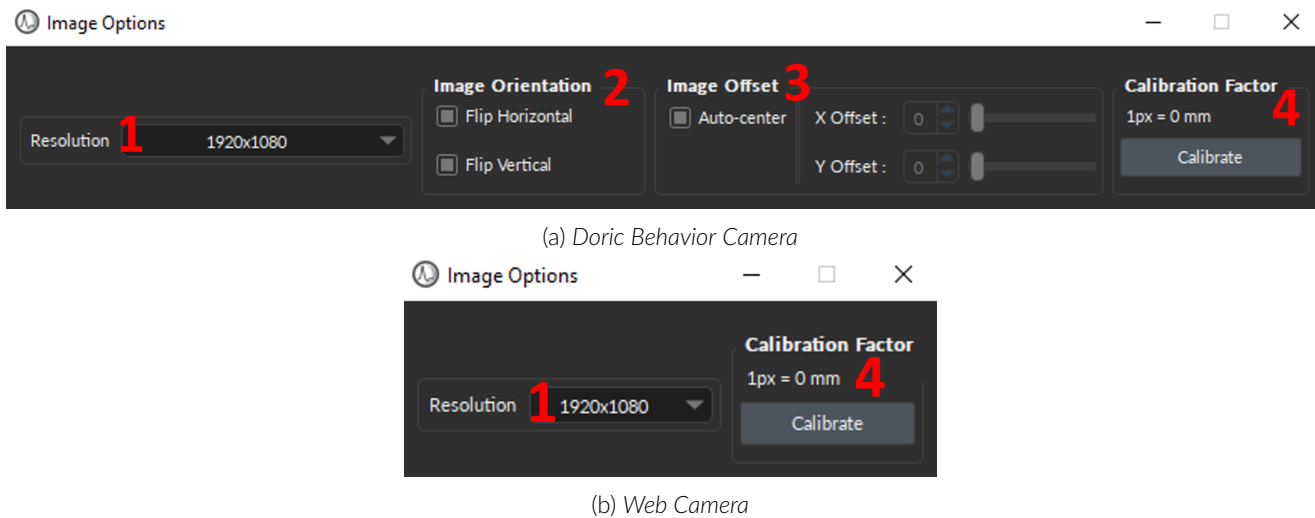 Image Options
Image Orientation 2
Image Offset 3
Calibration Factor
Flip Horizontal
Auto-center
X Offset :
0
1px = 0 mm 4
Resolution 1
1920x1080
Calibrate
Flip Vertical
Y Offset :
0
(a) Doric Behavior Camera
Image Options
Calibration Factor
1px = 0 mm 4
Resolution 1 1920x1080
Calibrate
(b) Web Camera